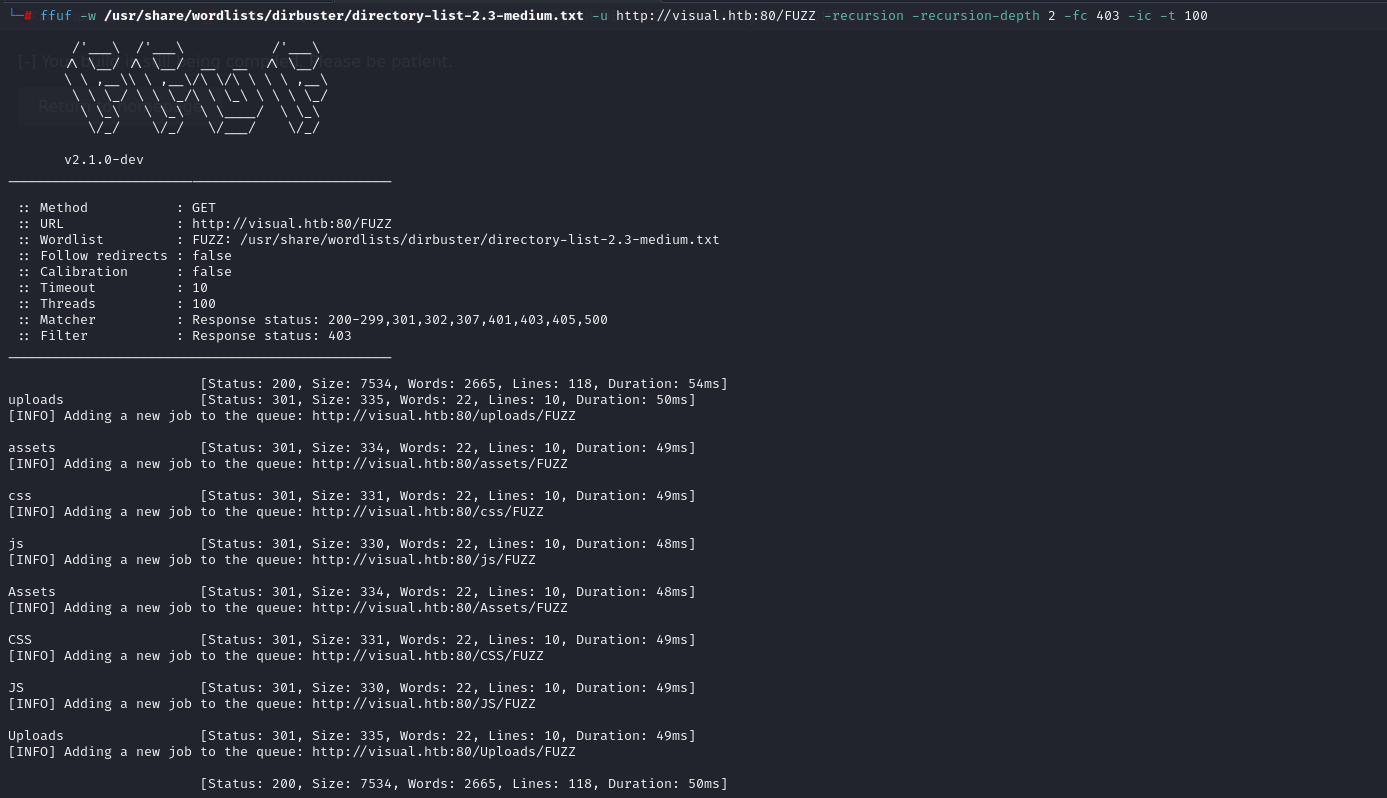 └─# ffuf -w /usr/share/wordlists/dirbuster/directory-list-2.3-medium.txt -u http://visual.htb:80/FUZZ -recursion -recursion-depth 2 -fc 403 -ic -t 100
        /'___\  /'___\           /'___\
       /\ \__/ /\ \__/  __  __  /\ \__/
       \ \ ,__\\ \ ,__\/\ \/\ \ \ \ ,__\
        \ \ \_/ \ \ \_/\ \ \_\ \ \ \ \_/
         \ \_\   \ \_\  \ \____/  \ \_\
          \/_/    \/_/   \/___/    \/_/
       v2.1.0-dev
________________________________________________
 :: Method           : GET
 :: URL              : http://visual.htb:80/FUZZ
 :: Wordlist         : FUZZ: /usr/share/wordlists/dirbuster/directory-list-2.3-medium.txt
 :: Follow redirects : false
 :: Calibration      : false
 :: Timeout          : 10
 :: Threads          : 100
 :: Matcher          : Response status: 200-299,301,302,307,401,403,405,500
 :: Filter           : Response status: 403
________________________________________________
                        [Status: 200, Size: 7534, Words: 2665, Lines: 118, Duration: 54ms]
uploads                 [Status: 301, Size: 335, Words: 22, Lines: 10, Duration: 50ms]
[INFO] Adding a new job to the queue: http://visual.htb:80/uploads/FUZZ
assets                  [Status: 301, Size: 334, Words: 22, Lines: 10, Duration: 49ms]
[INFO] Adding a new job to the queue: http://visual.htb:80/assets/FUZZ
css                     [Status: 301, Size: 331, Words: 22, Lines: 10, Duration: 49ms]
[INFO] Adding a new job to the queue: http://visual.htb:80/css/FUZZ
js                      [Status: 301, Size: 330, Words: 22, Lines: 10, Duration: 48ms]
[INFO] Adding a new job to the queue: http://visual.htb:80/js/FUZZ
Assets                  [Status: 301, Size: 334, Words: 22, Lines: 10, Duration: 48ms]
[INFO] Adding a new job to the queue: http://visual.htb:80/Assets/FUZZ
CSS                     [Status: 301, Size: 331, Words: 22, Lines: 10, Duration: 49ms]
[INFO] Adding a new job to the queue: http://visual.htb:80/CSS/FUZZ
JS                      [Status: 301, Size: 330, Words: 22, Lines: 10, Duration: 49ms]
[INFO] Adding a new job to the queue: http://visual.htb:80/JS/FUZZ
Uploads                 [Status: 301, Size: 335, Words: 22, Lines: 10, Duration: 49ms]
[INFO] Adding a new job to the queue: http://visual.htb:80/Uploads/FUZZ
                        [Status: 200, Size: 7534, Words: 2665, Lines: 118, Duration: 50ms]